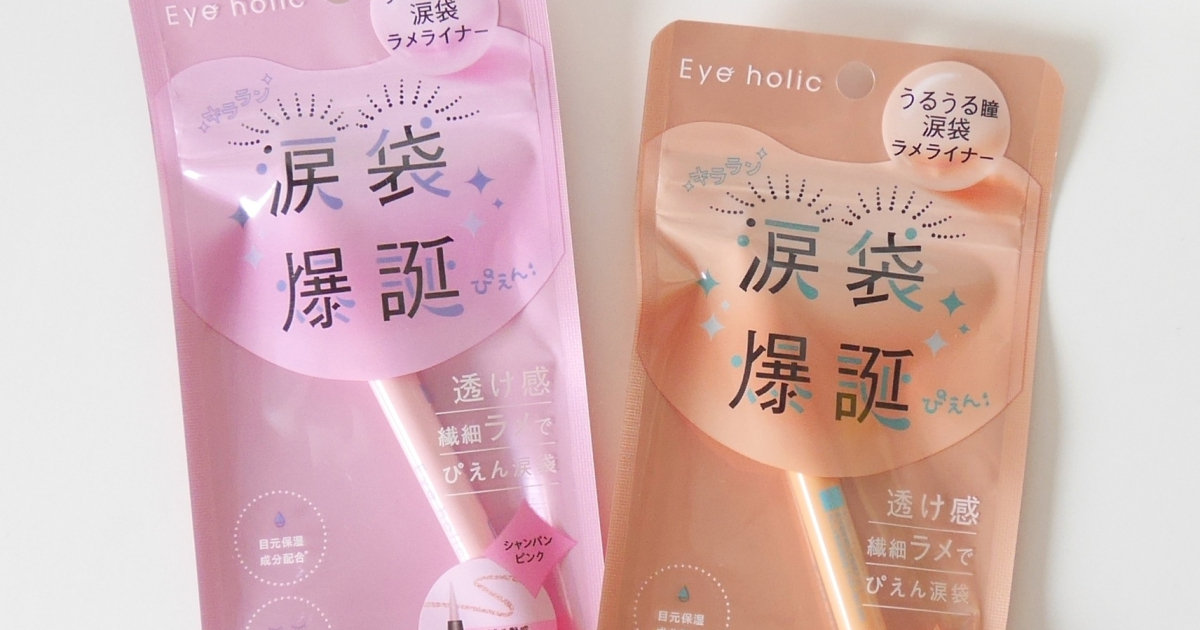 Eye holic
涙袋
ラメライナー
キララン
涙袋
爆誕
ぴえん
透け感
繊細ラメで
ぴえん涙袋
シャンパン
ピンク
目元保湿
成分配合
Eye holic
うるうる瞳
涙袋
ラメライナー
キララン
涙袋
爆誕
ぴえん
透け感
繊細ラメで
ぴえん涙袋
目元保湿